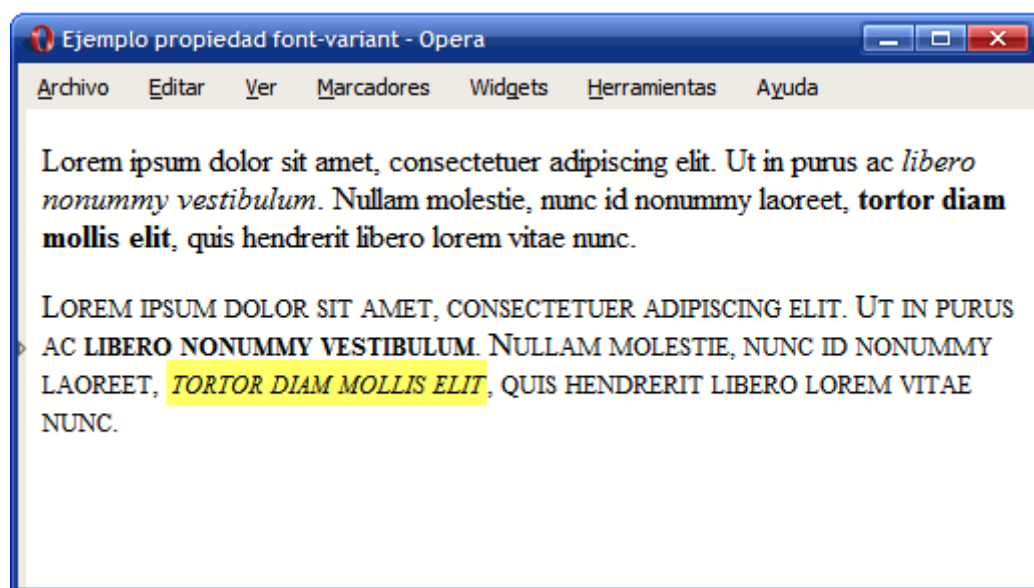 Ejemplo propiedad font-variant - Opera
Archivo Editar Ver Marcadores Widgets Herramientas Ayuda
Lorem ipsum dolor sit amet, consectetuer adipiscing elit. Ut in purus ac libero
nonummy vestibulum. Nullam molestie, nunc id nonummy laoreet, tortor diam
mollis elit, quis hendrerit libero lorem vitae nunc.
LOREM IPSUM DOLOR SIT AMET, CONSECTETUER ADIPISCING ELIT. UT IN PURUS
AC LIBERO NONUMMY VESTIBULUM. NULLAM MOLESTIE, NUNC ID NONUMMY
LAOREET, TORTOR DIAM MOLLIS ELIT, QUIS HENDRERIT LIBERO LOREM VITAE
NUNC.